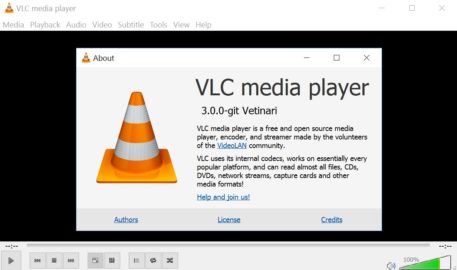 VLC media player
Media Playback Audio Video Subtitle Tools View Help
About
VLC media player
3.0.0-git Vetinari
VLC media player is a free and open source media
player, encoder, and streamer made by the volunteers
of the VideoLAN community.
VLC uses its internal codecs, works on essentially every
popular platform, and can read almost all files, CDs,
DVDs, network streams, capture cards and other
media formats!
Help and join us!
Authors License Credits
--:-- --:--
100%